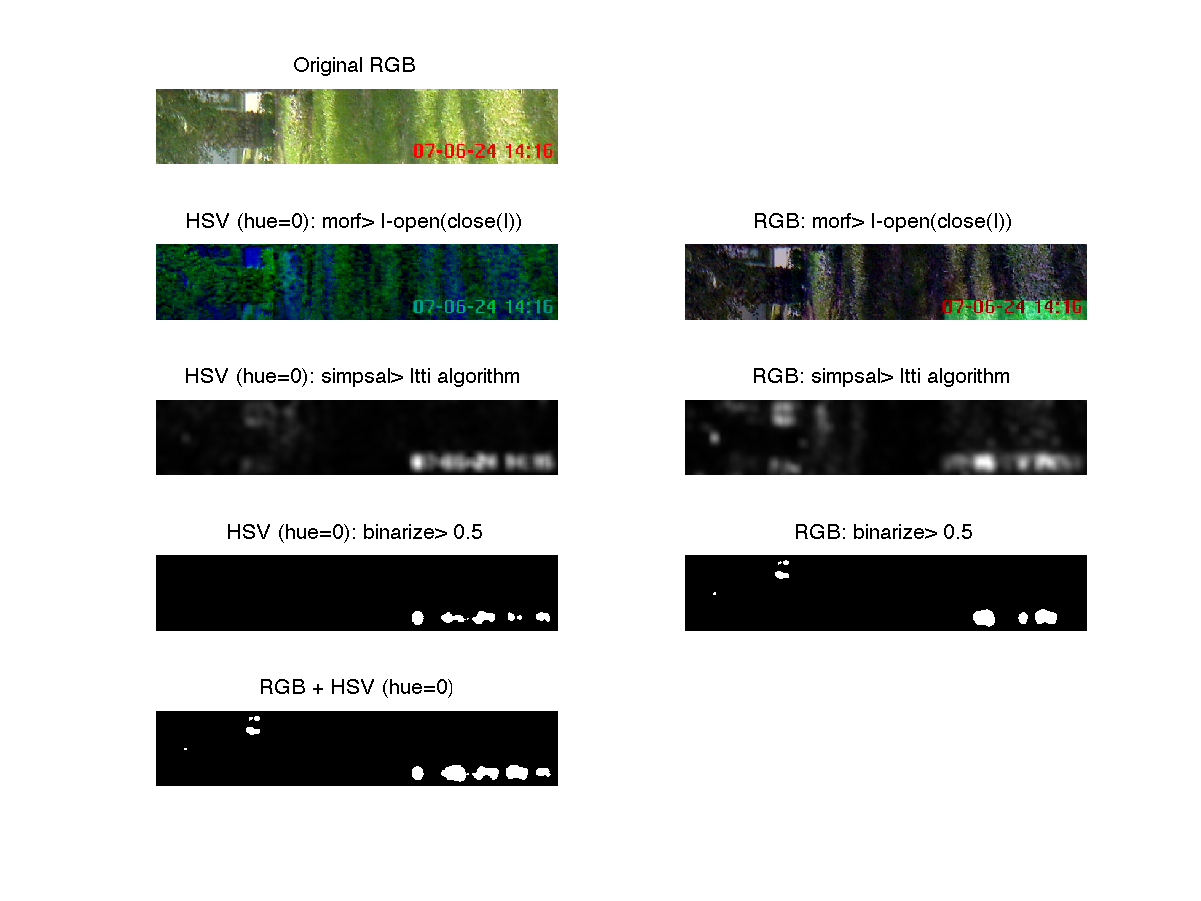 Original RGB
07-06-24 14:16
HSV (hue=0): morf> I-open(close(I))
RGB: morf> I-open(close(I))
07-06-24 14:16
07-06-24 14:16
HSV (hue=0): simpsal> Itti algorithm
RGB: simpsal> Itti algorithm
HSV (hue=0): binarize> 0.5
RGB: binarize> 0.5
RGB + HSV (hue=0)